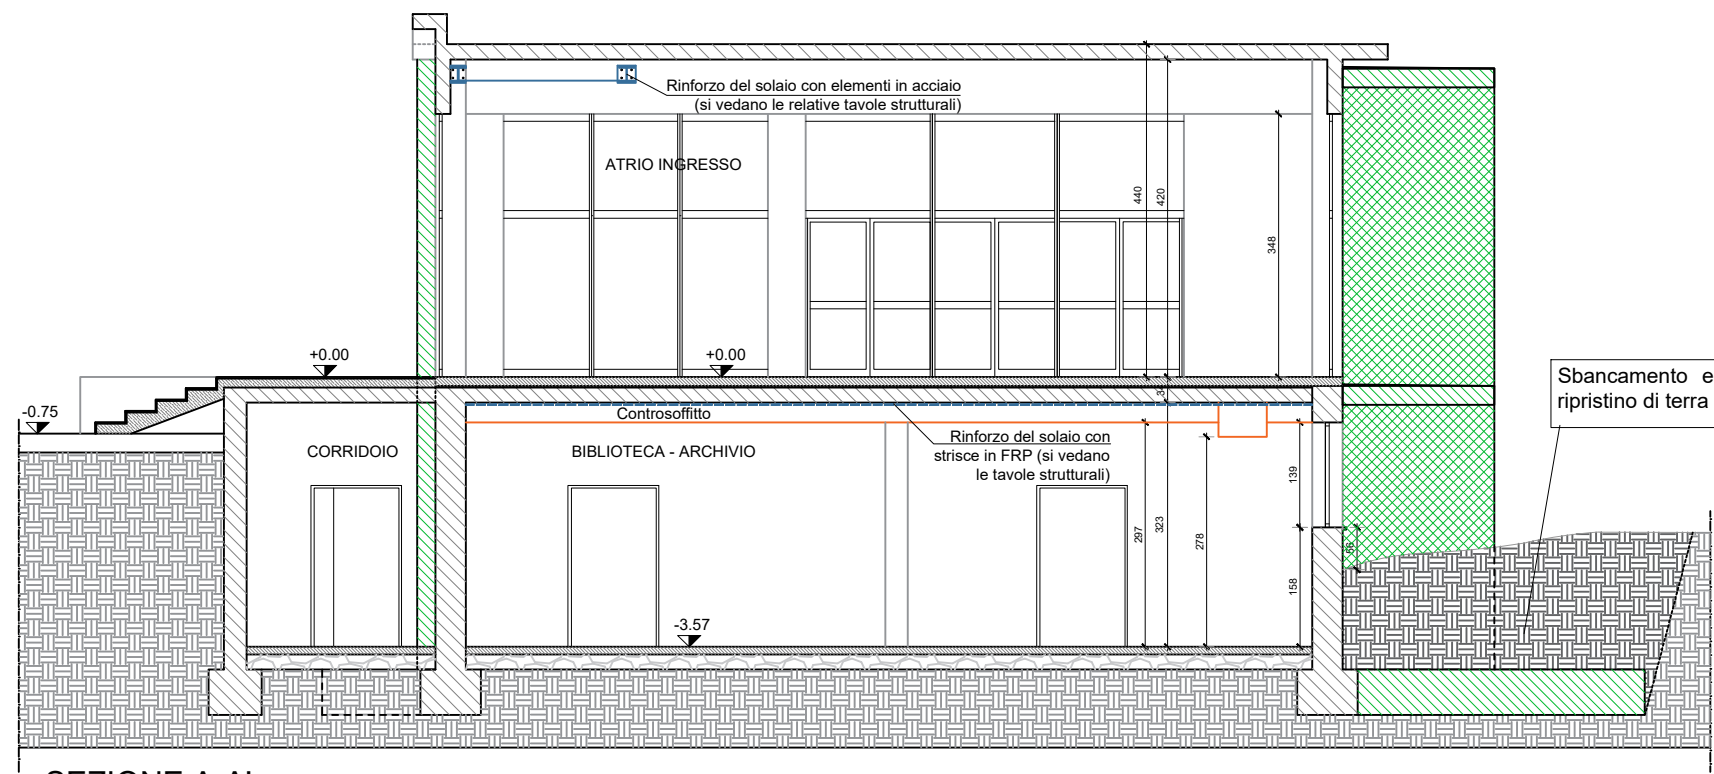 Rinforzo del solaio con elementi in acciaio
(si vedano le relative tavole strutturali)
ATRIO INGRESSO
440
420
348
+0.00
+0.00
Sbancamento e
ripristino di terra
-0.75
Controsoffitto
CORRIDOIO
BIBLIOTECA - ARCHIVIO
Rinforzo del solaio con
strisce in FRP (si vedano
le tavole strutturali)
139
297
323
278
56
158
-3.57